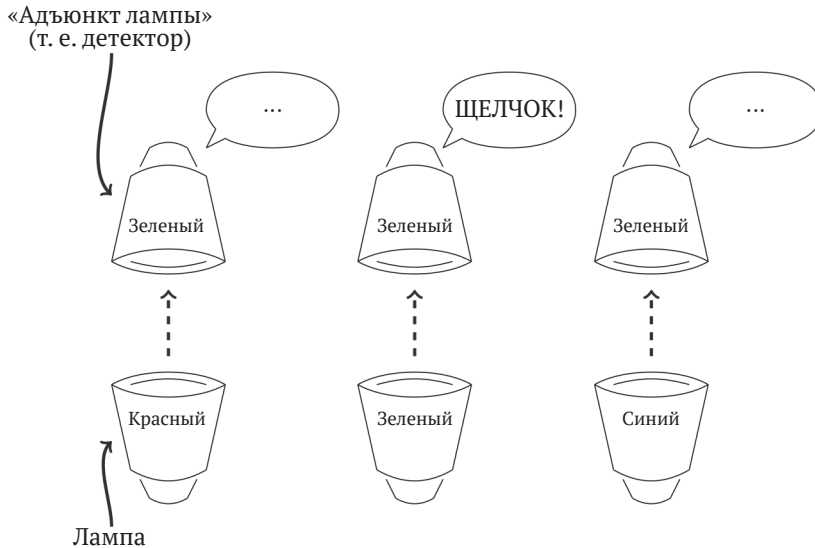 «Адъюнкт лампы»
(т. е. детектор)
...
ЩЕЛЧОК!
...
Зеленый
Зеленый
Зеленый
Красный
Зеленый
Синий
Лампа